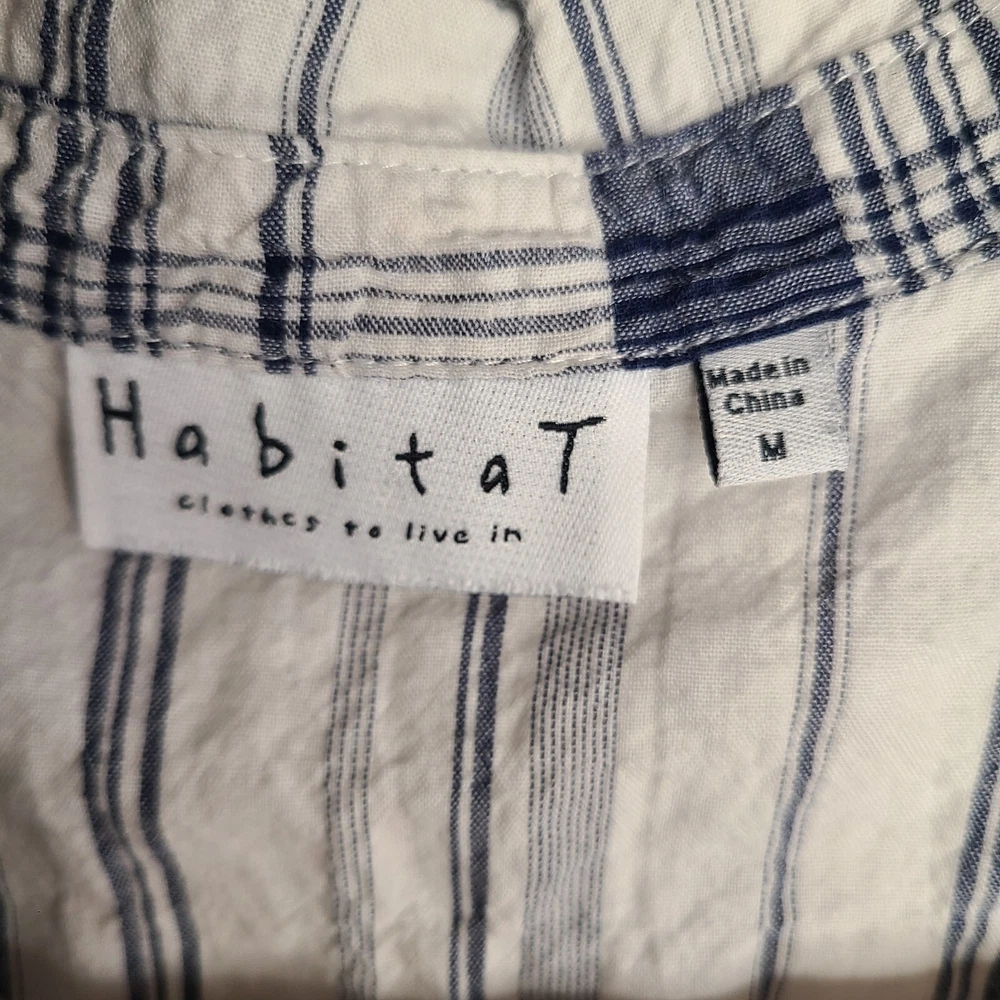 HabitaT
clothes to live in
Made in
China
M